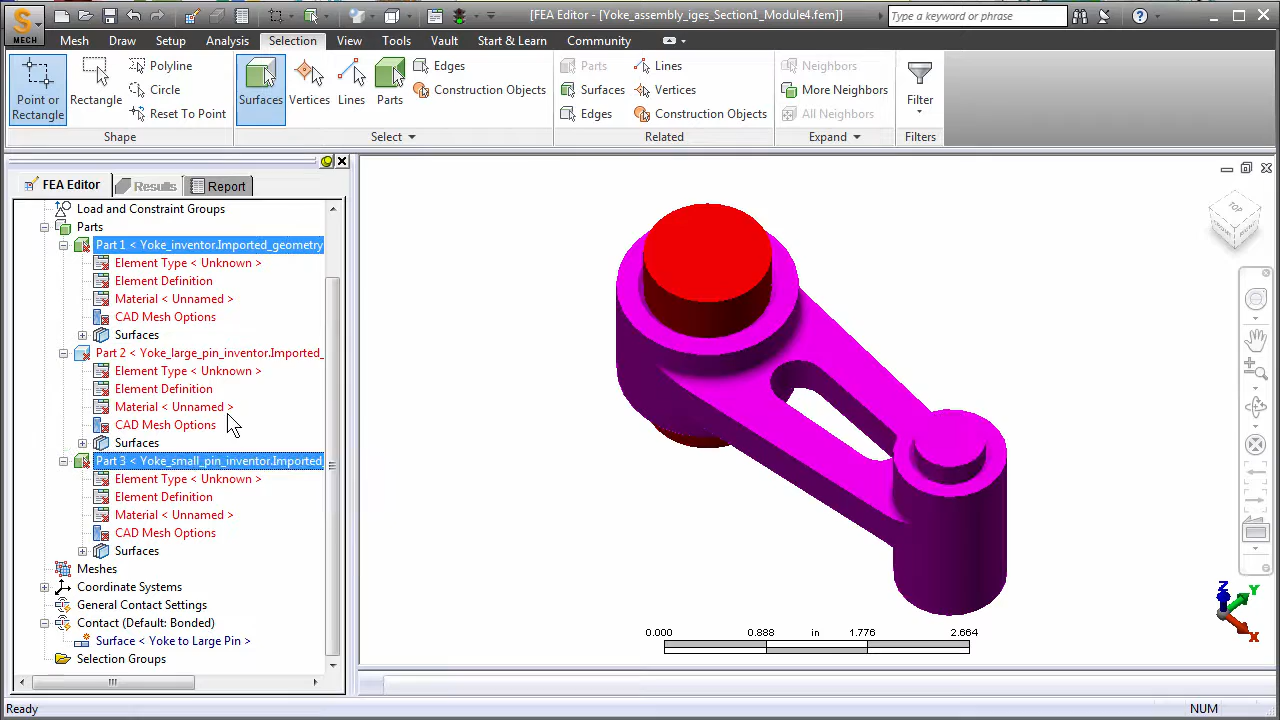 [FEA Editor - [Yoke_assembly_iges_Section1_Module4.fem]]
Type a keyword or phrase
MECH
Mesh Draw Setup Analysis Selection View Tools Vault Start & Learn Community
Point or Rectangle
Rectangle
Polyline
Circle
Reset To Point
Shape
Surfaces
Vertices
Lines
Parts
Edges
Construction Objects
Select
Parts
Surfaces
Edges
Lines
Vertices
Construction Objects
Related
Neighbors
More Neighbors
All Neighbors
Expand
Filter
Filters
FEA Editor Results Report
Load and Constraint Groups
Parts
Part 1 < Yoke_inventor.Imported_geometry
Element Type < Unknown >
Element Definition
Material < Unnamed >
CAD Mesh Options
Surfaces
Part 2 < Yoke_large_pin_inventor.Imported_
Element Type < Unknown >
Element Definition
Material < Unnamed >
CAD Mesh Options
Surfaces
Part 3 < Yoke_small_pin_inventor.Imported_
Element Type < Unknown >
Element Definition
Material < Unnamed >
CAD Mesh Options
Surfaces
Meshes
Coordinate Systems
General Contact Settings
Contact (Default: Bonded)
Surface < Yoke to Large Pin >
Selection Groups
TOP
0.000 0.888 in 1.776 2.664
Z
Y
X
Ready
NUM